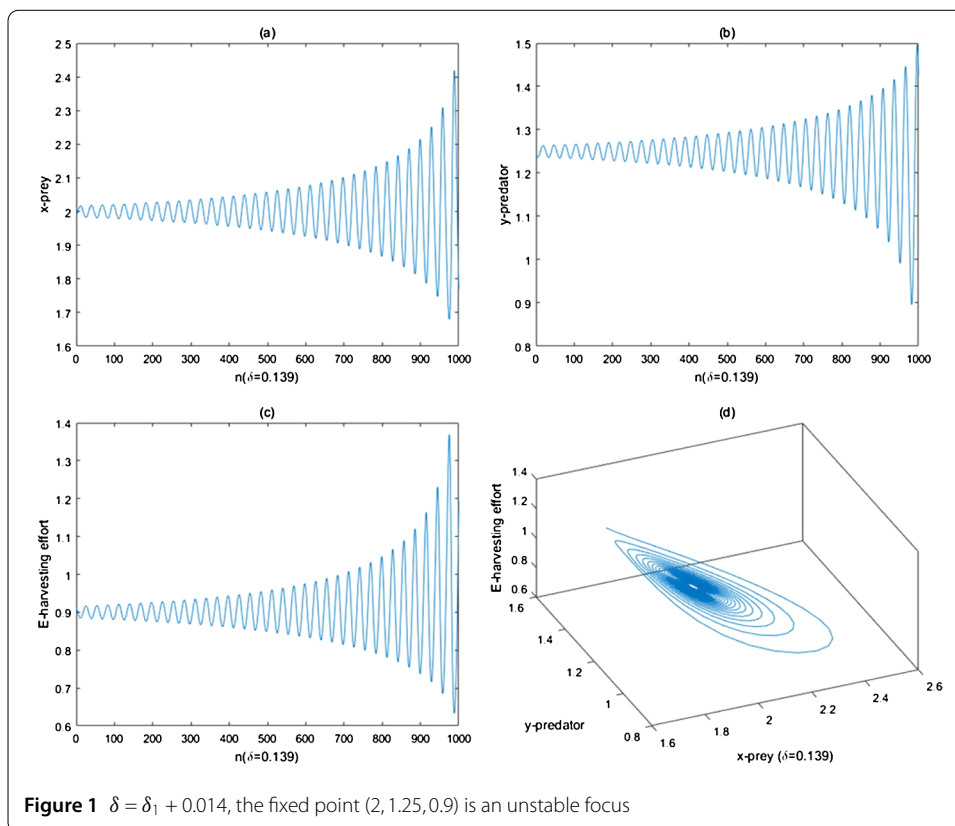 (a)
2.5
2.4
2.3
2.2
2.1
2
1.9
1.8
1.7
1.6
x-prey
0 100 200 300 400 500 600 700 800 900 1000
n(δ=0.139)
(b)
1.5
1.4
1.3
1.2
1.1
1
0.9
0.8
y-predator
0 100 200 300 400 500 600 700 800 900 1000
n(δ=0.139)
(c)
1.4
1.3
1.2
1.1
1
0.9
0.8
0.7
0.6
E-harvesting effort
0 100 200 300 400 500 600 700 800 900 1000
n(δ=0.139)
(d)
1.4
1.2
1
0.8
0.6
E-harvesting effort
1.6
1.4
1.2
1
0.8
y-predator
1.6 1.8 2 2.2 2.4 2.6
x-prey (δ=0.139)
Figure 1 δ = δ₁ + 0.014, the fixed point (2, 1.25, 0.9) is an unstable focus